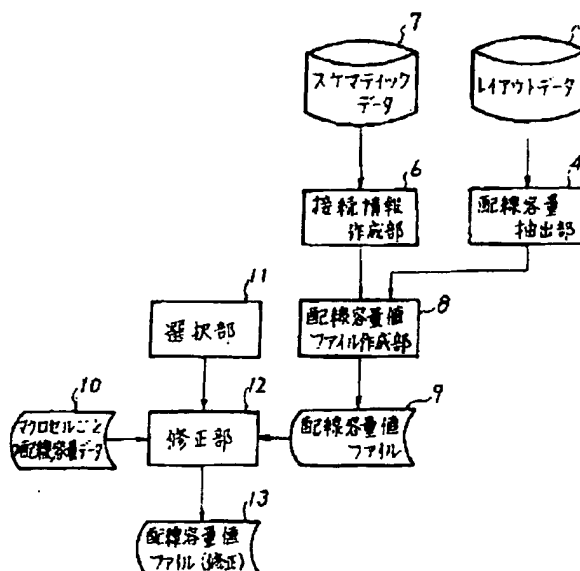 7
スケマティック
データ
レイアウトデータ
6
接続情報
作成部
4
配線容量
抽出部
11
選択部
配線容量値
ファイル作成部
8
10
マクロセルごと
の配線容量データ
12
修正部
9
配線容量値
ファイル
13
配線容量値
ファイル(修正)